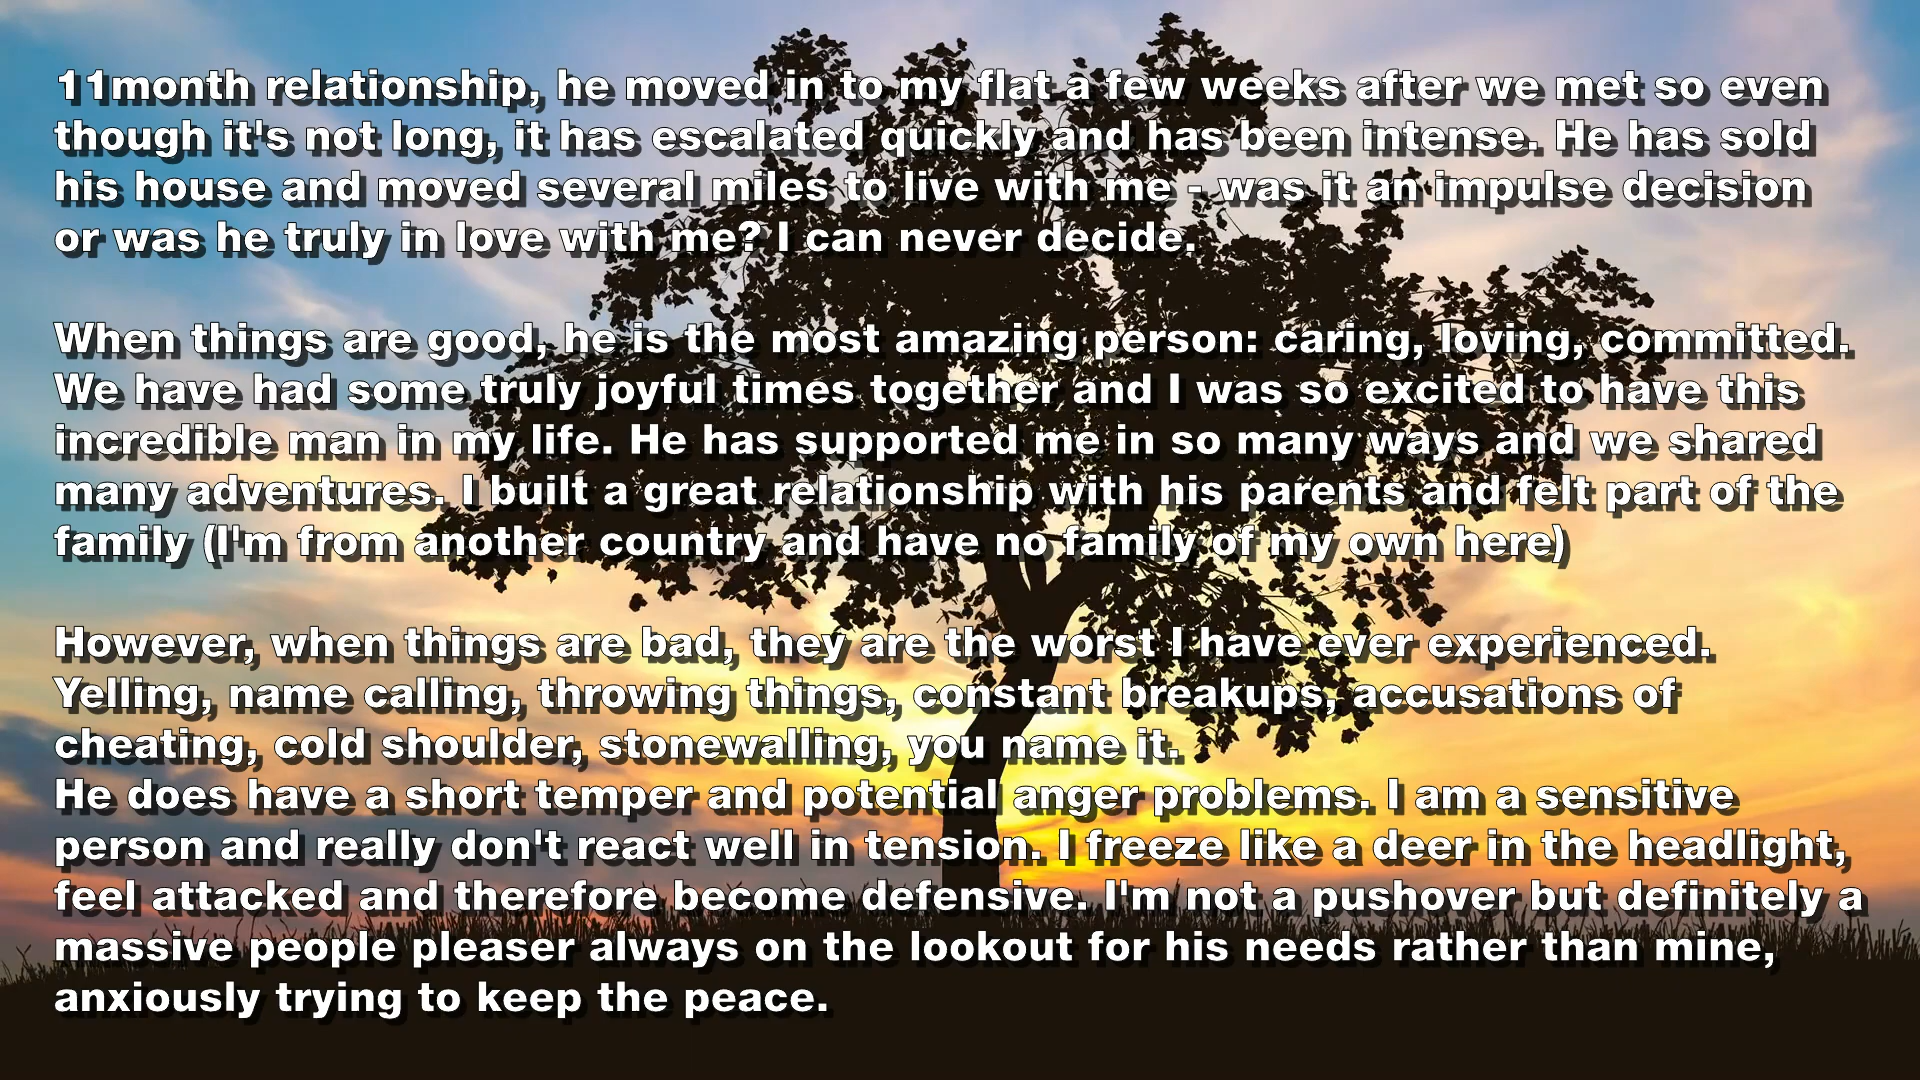 11month relationship, he moved in to my flat a few weeks after we met so even
though it's not long, it has escalated quickly and has been intense. He has sold
his house and moved several miles to live with me - was it an impulse decision
or was he truly in love with me? I can never decide.
When things are good, he is the most amazing person: caring, loving, committed.
We have had some truly joyful times together and I was so excited to have this
incredible man in my life. He has supported me in so many ways and we shared
many adventures. I built a great relationship with his parents and felt part of the
family (I'm from another country and have no family of my own here)
However, when things are bad, they are the worst I have ever experienced.
Yelling, name calling, throwing things, constant breakups, accusations of
cheating, cold shoulder, stonewalling, you name it.
He does have a short temper and potential anger problems. I am a sensitive
person and really don't react well in tension. I freeze like a deer in the headlight,
feel attacked and therefore become defensive. I'm not a pushover but definitely a
massive people pleaser always on the lookout for his needs rather than mine,
anxiously trying to keep the peace.